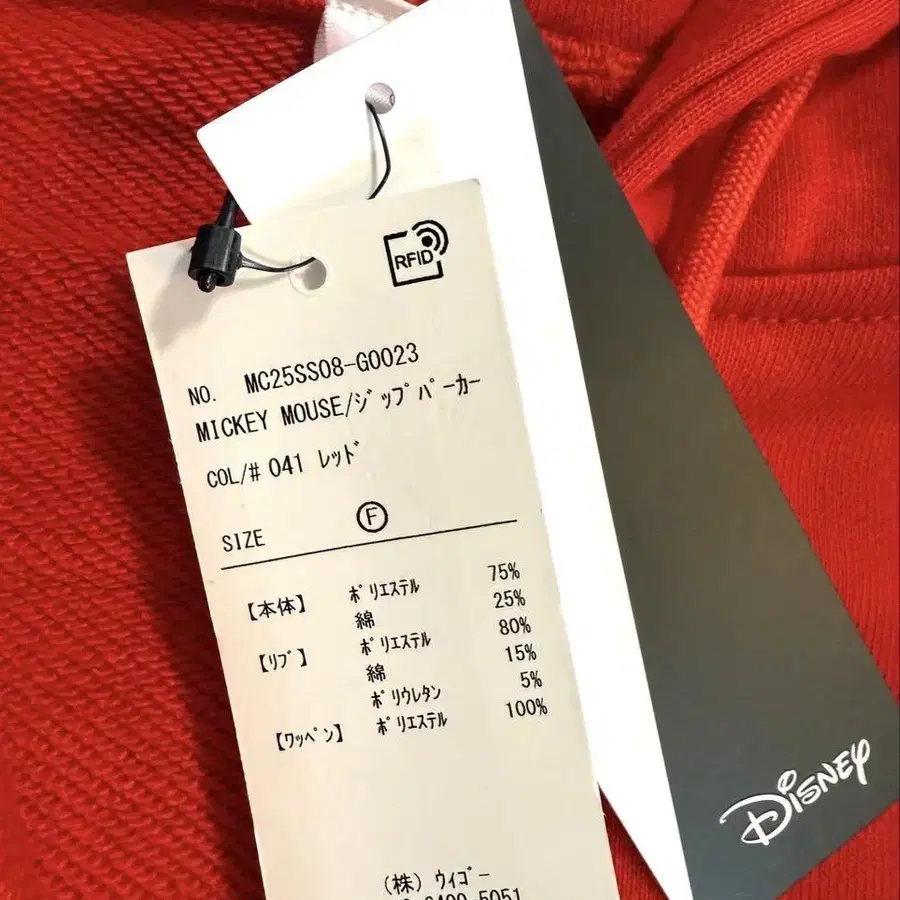 RFID
NO. MC25SS08-G0023
MICKEY MOUSE/ジップパーカー
COL/# 041 レッド
SIZE Ⓕ
【本体】 ポリエステル 75%
綿 25%
【リブ】 ポリエステル 80%
綿 15%
ポリウレタン 5%
【ワッペン】 ポリエステル 100%
(株) ウィゴー
Disney